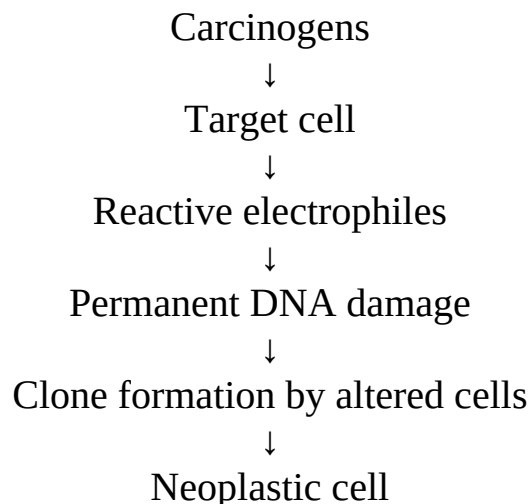 Carcinogens
↓
Target cell
↓
Reactive electrophiles
↓
Permanent DNA damage
↓
Clone formation by altered cells
↓
Neoplastic cell